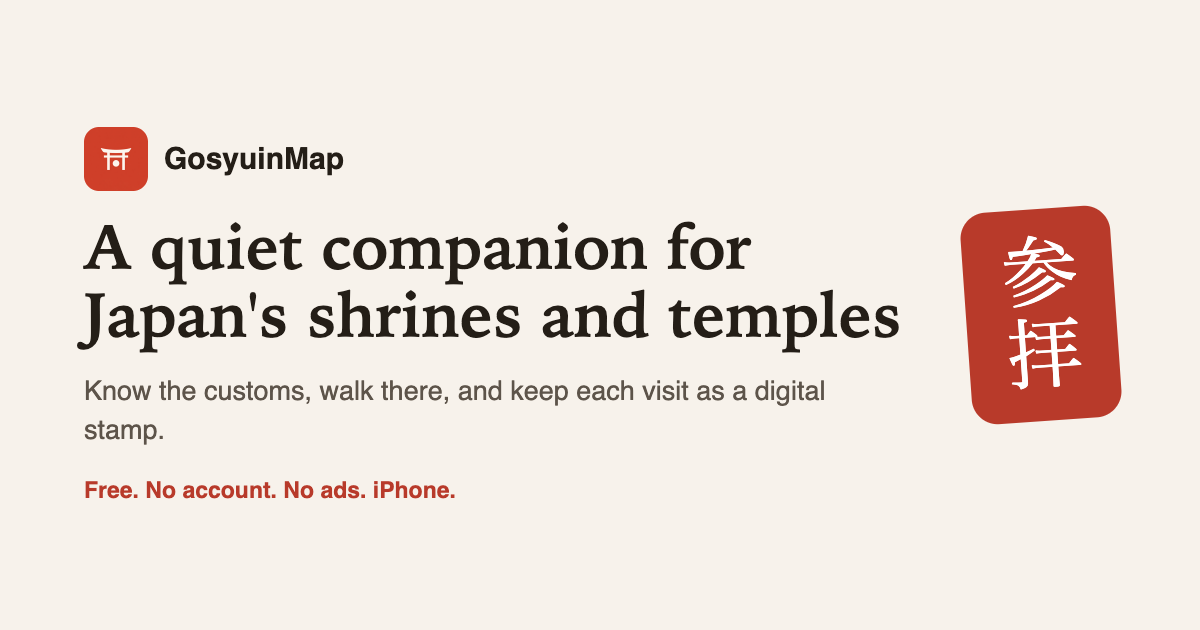 GosyuinMap
A quiet companion for
Japan's shrines and temples
Know the customs, walk there, and keep each visit as a digital
stamp.
Free. No account. No ads. iPhone.
参拝